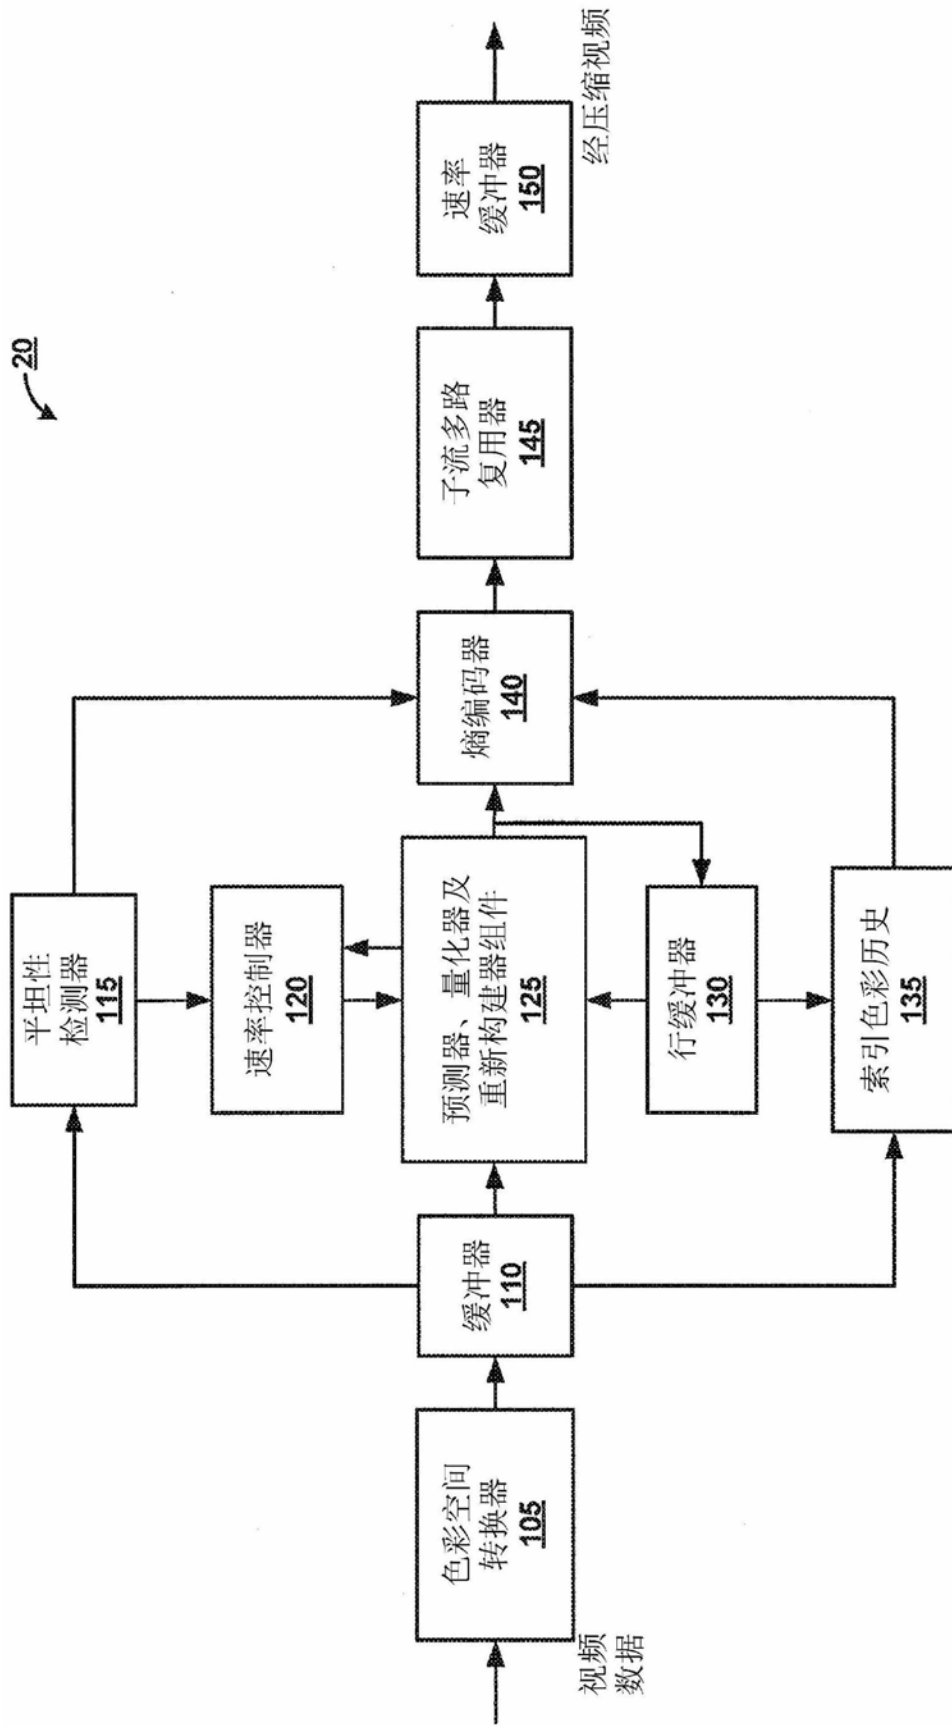 20
视频
数据
色彩空间
转换器
105
缓冲器
110
平坦性
检测器
115
速率控制器
120
预测器、量化器及
重新构建器组件
125
行缓冲器
130
索引色彩历史
135
熵编码器
140
子流多路
复用器
145
速率
缓冲器
150
经压缩视频